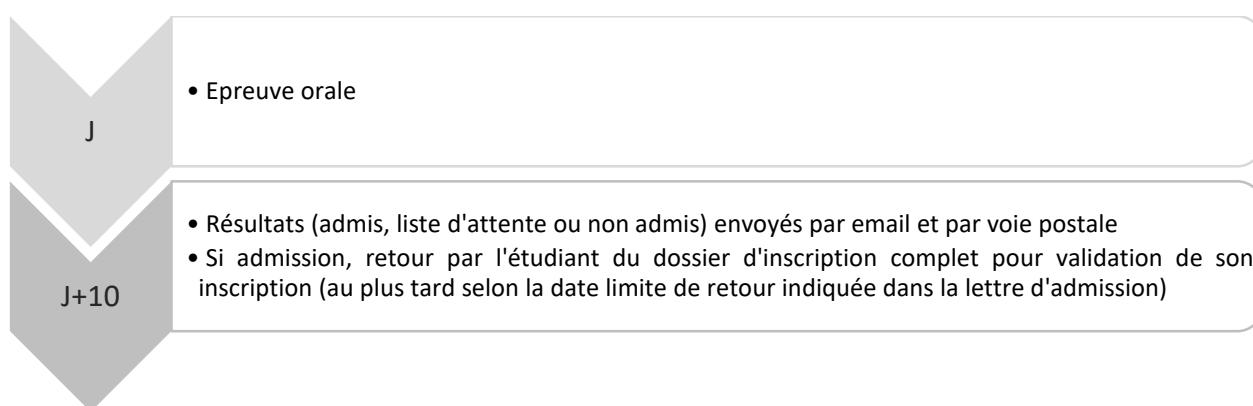 J
• Epreuve orale
J+10
• Résultats (admis, liste d'attente ou non admis) envoyés par email et par voie postale
• Si admission, retour par l'étudiant du dossier d'inscription complet pour validation de son
inscription (au plus tard selon la date limite de retour indiquée dans la lettre d'admission)